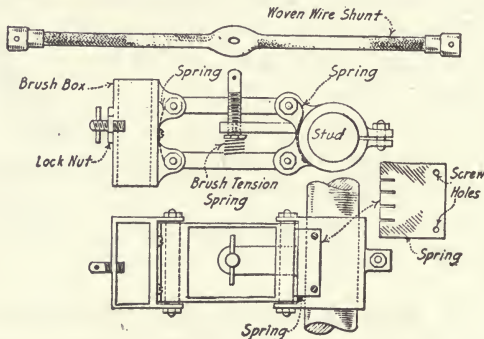 Woven Wire Shunt
Spring
Spring
Brush Box
Stud
Lock Nut
Brush Tension
Spring
Screw
Holes
Spring
Spring